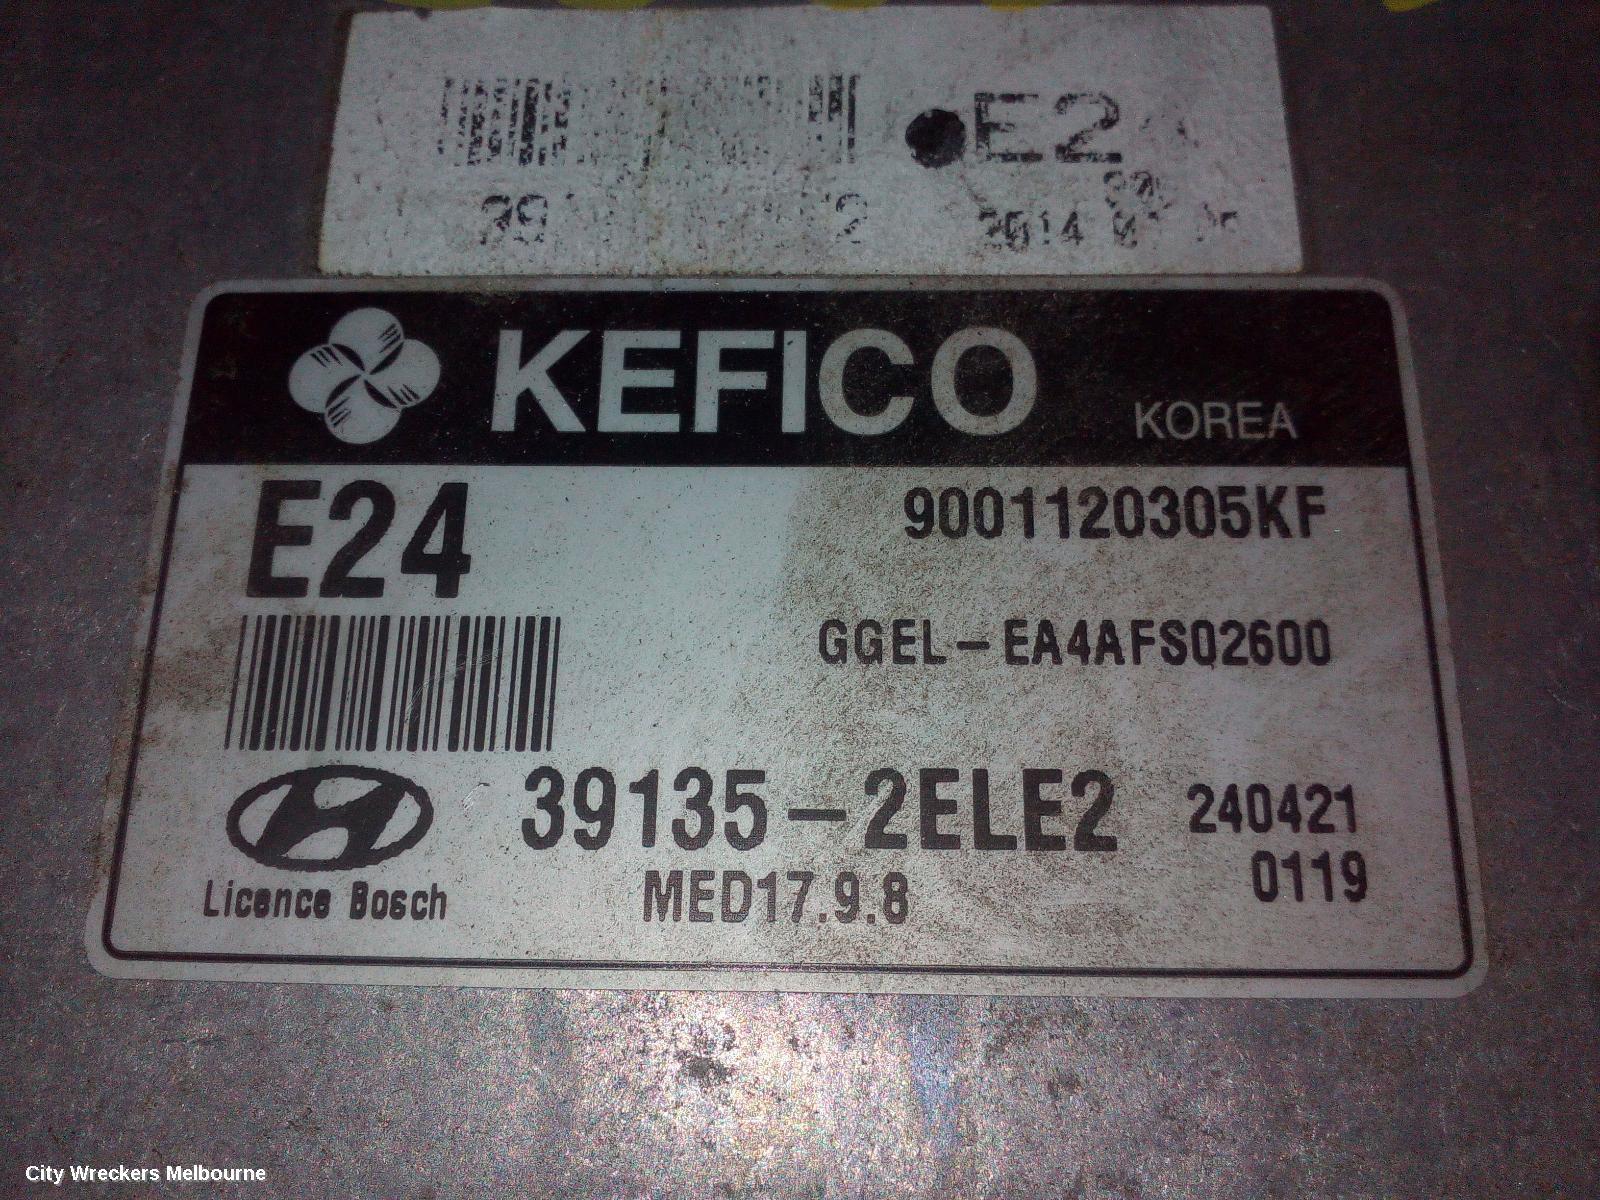 E2
2014
KEFICO KOREA
E24
9001120305KF
GGEL-EA4AFS02600
39135-2ELE2
240421
0119
Licence Bosch
MED17.9.8
City Wreckers Melbourne